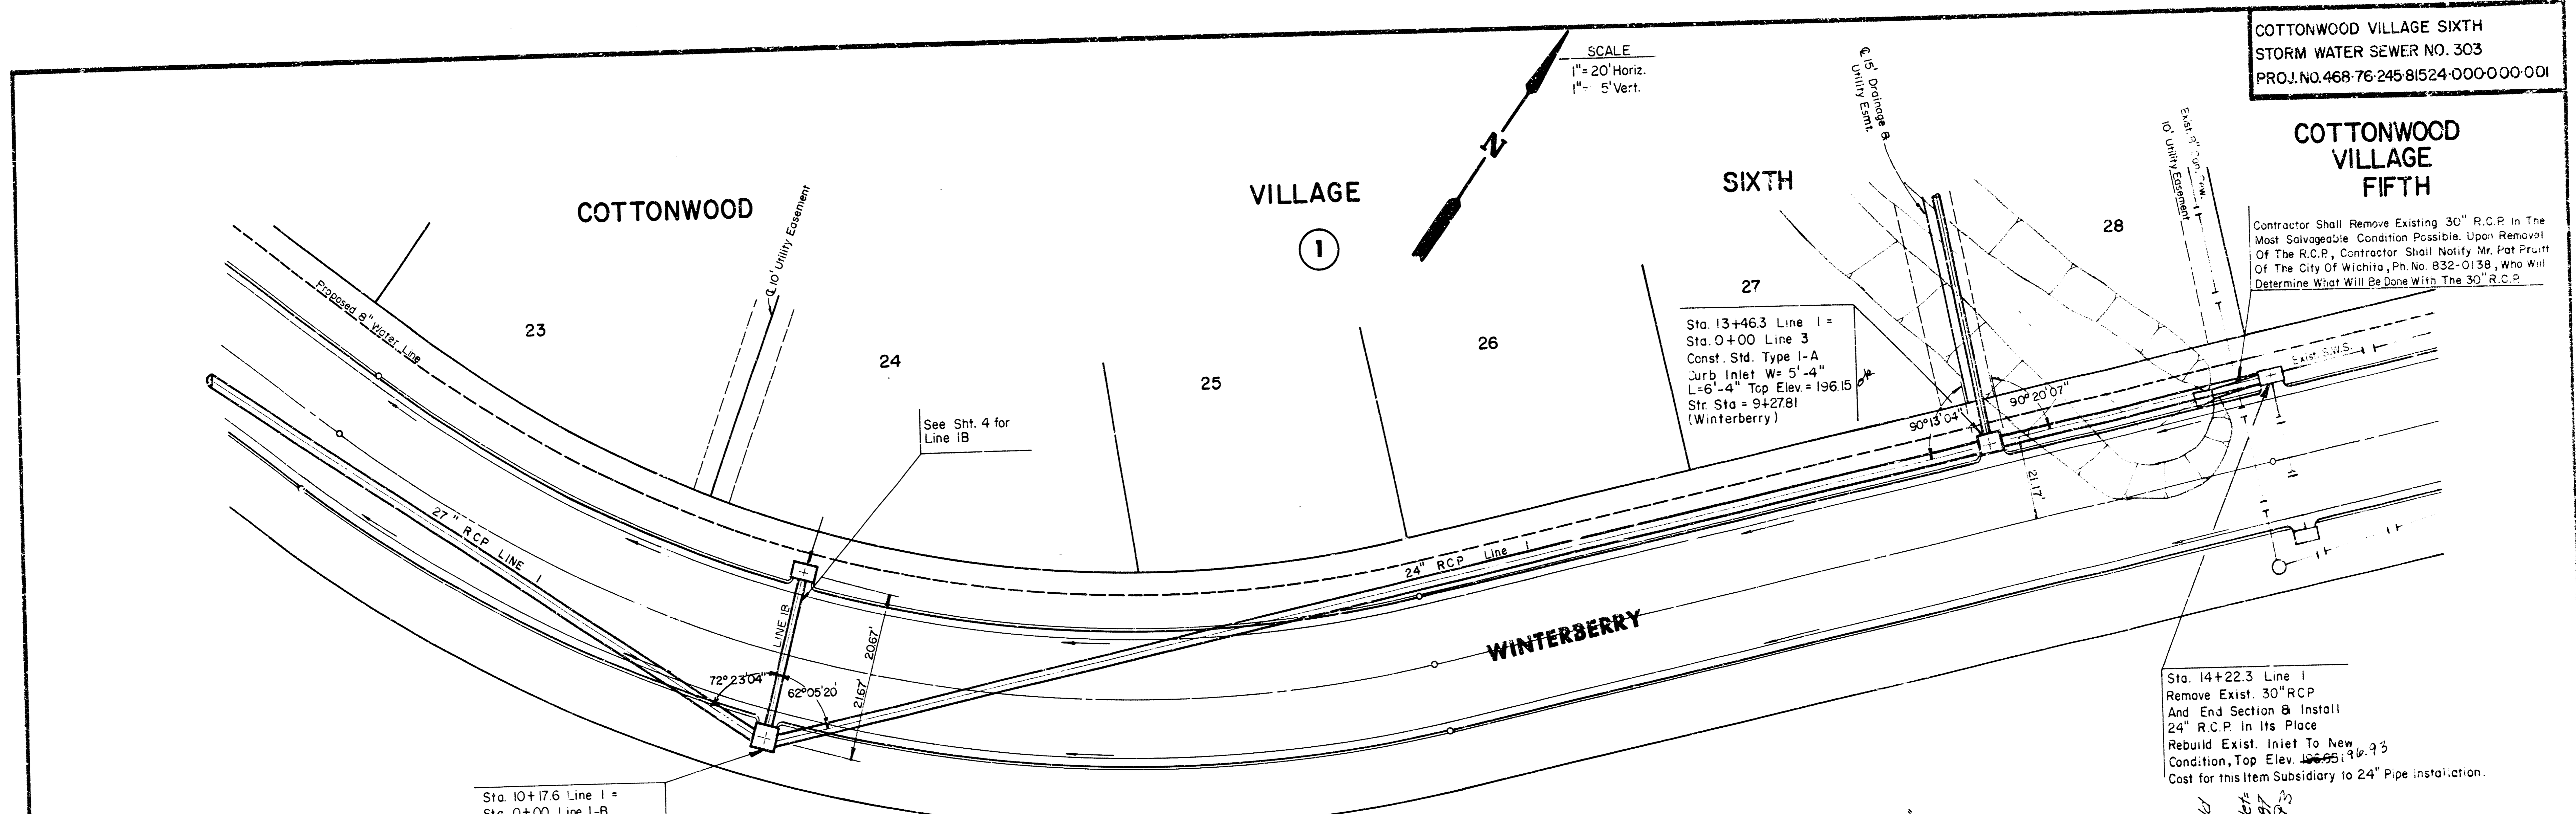 COTTONWOOD VILLAGE SIXTH
STORM WATER SEWER NO. 303
PROJ. NO. 468-76-245-81524-000-000-001
SCALE
1"= 20' Horiz.
1"- 5' Vert.
N
COTTONWOOD
VILLAGE
SIXTH
COTTONWOOD
VILLAGE
FIFTH
1
℄ 15' Drainage &
Utility Esmt.
Exist. 8"
10' Utility Easement
℄ 10' Utility Easement
Contractor Shall Remove Existing 30" R.C.P. In The
Most Salvageable Condition Possible. Upon Removal
Of The R.C.P., Contractor Shall Notify Mr. Pat Pruitt
Of The City Of Wichita, Ph. No. 832-0138, Who Will
Determine What Will Be Done With The 30" R.C.P.
23
24
25
26
27
28
Proposed 8" Water Line
Sta. 13+46.3 Line 1 =
Sta. 0+00 Line 3
Const. Std. Type 1-A
Curb Inlet W= 5'-4"
L=6'-4" Top Elev. = 196.15 ok
Str. Sta = 9+27.81
(Winterberry)
90°13'04"
90°20'07"
21.17'
Exist. S.W.S.
T
T
T
See Sht. 4 for
Line 1B
27" RCP LINE 1
24" RCP Line 1
LINE 1B
20.67'
21.67'
72°23'04"
62°05'20"
WINTERBERRY
Sta. 10+17.6 Line 1 =
Sta. 0+00 Line 1-B
Sta. 14+22.3 Line 1
Remove Exist. 30" RCP
And End Section & Install
24" R.C.P. In Its Place
Rebuild Exist. Inlet To New
Condition, Top Elev. 196.65 196.93
Cost for this Item Subsidiary to 24" Pipe installation.